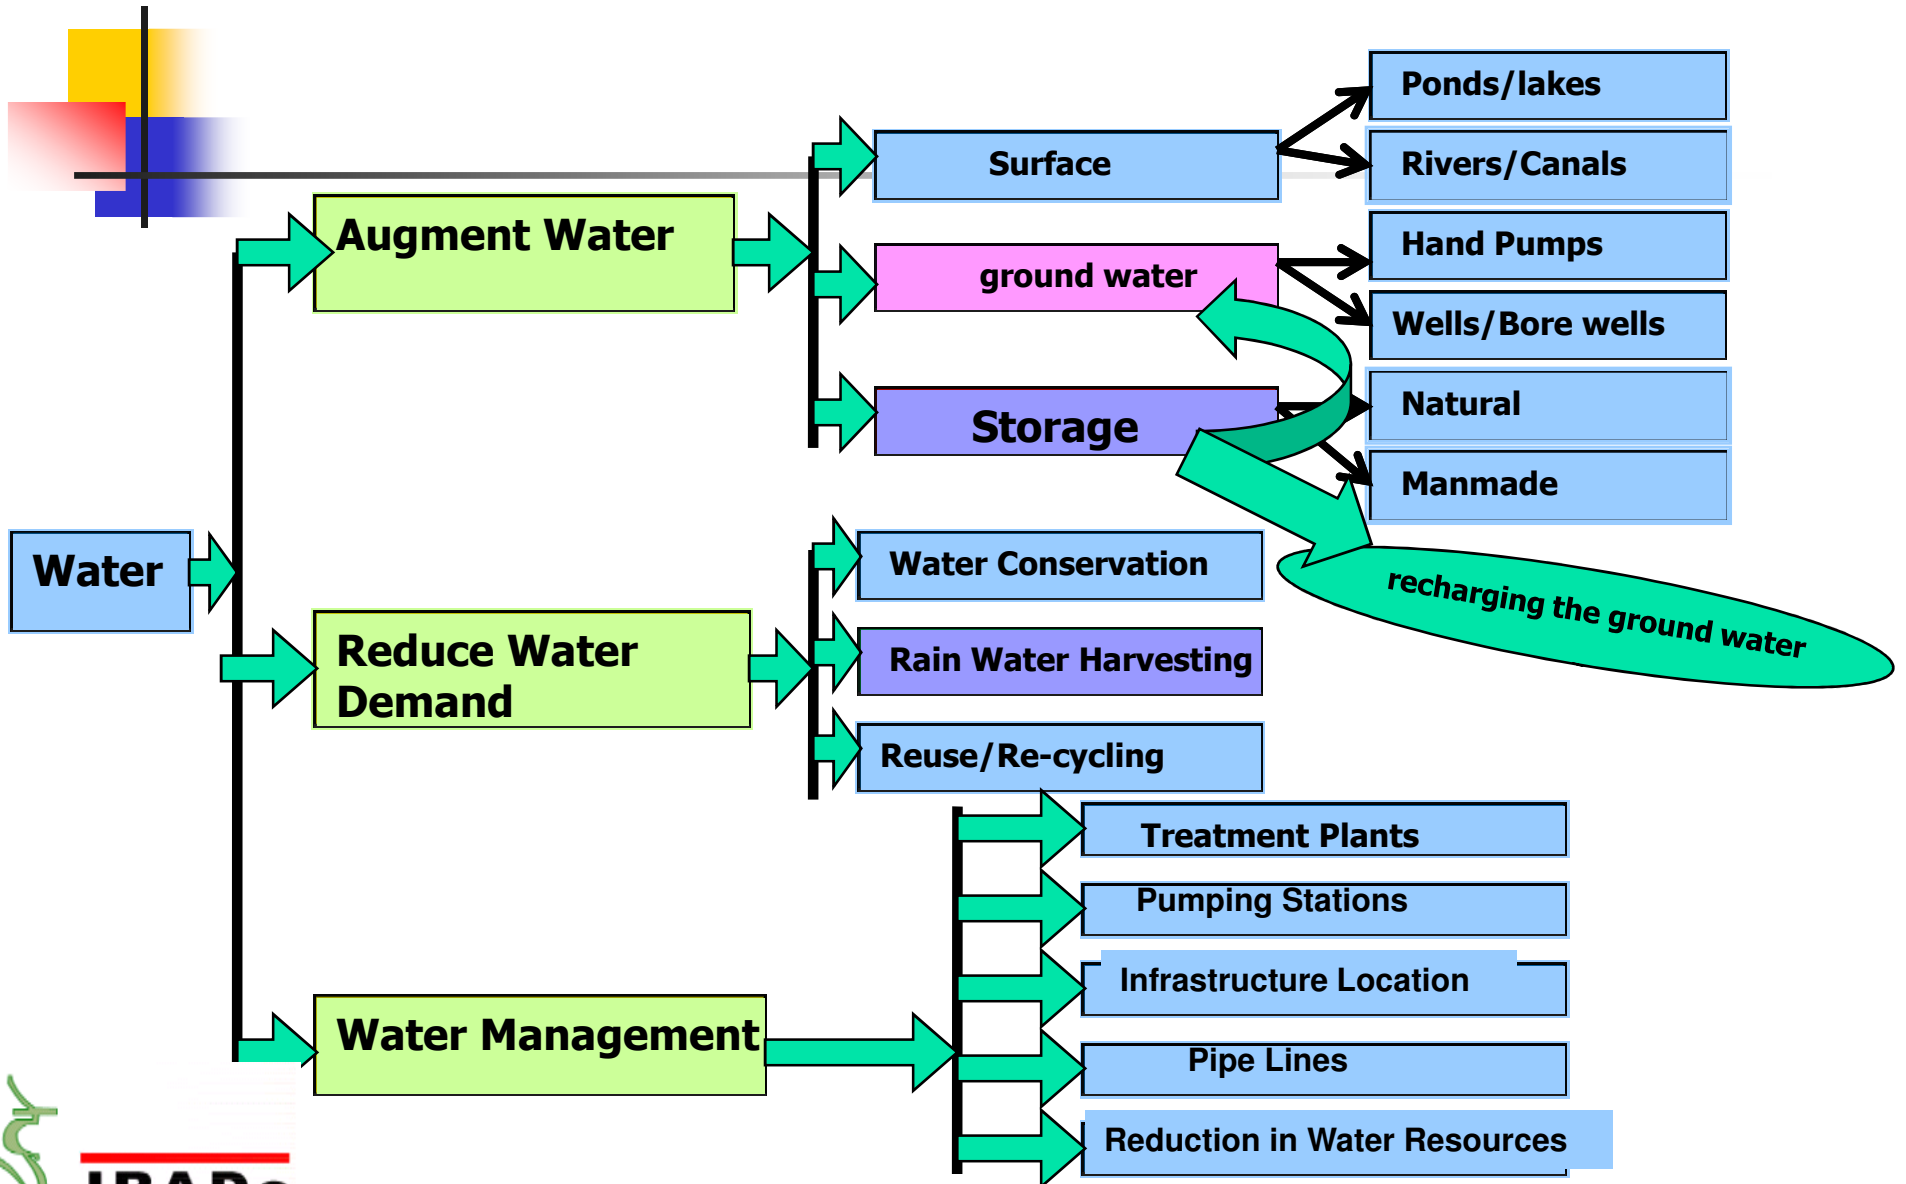 Ponds/lakes
Surface
Rivers/Canals
Augment Water
Hand Pumps
ground water
Wells/Bore wells
Natural
Storage
Manmade
Water
Water Conservation
recharging the ground water
Reduce Water
Demand
Rain Water Harvesting
Reuse/Re-cycling
Treatment Plants
Pumping Stations
Infrastructure Location
Water Management
Pipe Lines
Reduction in Water Resources